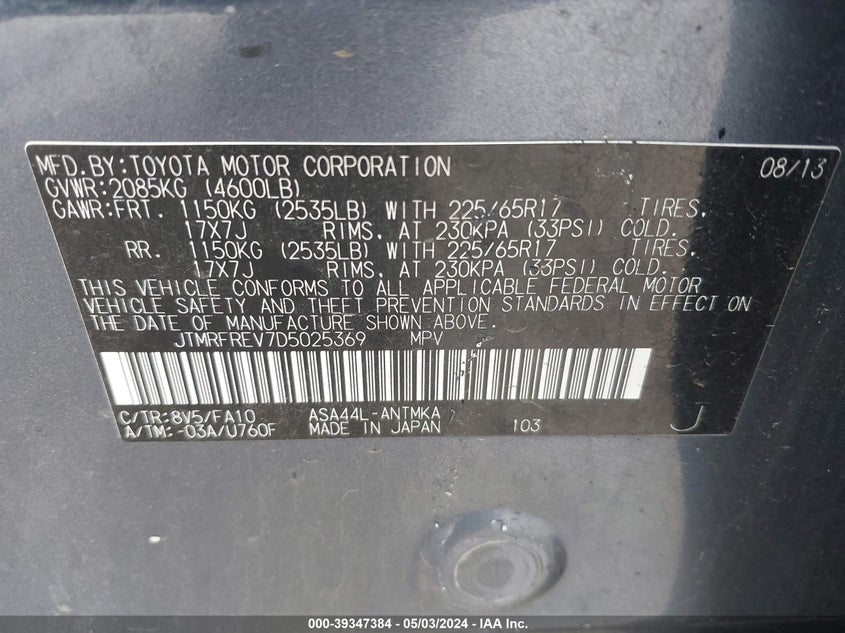 MFD.BY:TOYOTA MOTOR CORPORATION 08/13
GVWR:2085KG (4600LB)
GAWR:FRT. 1150KG (2535LB) WITH 225/65R17 TIRES,
17X7J RIMS, AT 230KPA (33PSI) COLD.
RR. 1150KG (2535LB) WITH 225/65R17 TIRES,
17X7J RIMS, AT 230KPA (33PSI) COLD.
THIS VEHICLE CONFORMS TO ALL APPLICABLE FEDERAL MOTOR
VEHICLE SAFETY AND THEFT PREVENTION STANDARDS IN EFFECT ON
THE DATE OF MANUFACTURE SHOWN ABOVE.
JTMRFREV7D5025369 MPV
C/TR:8V5/FA10 ASA44L-ANTMKA
A/TM:-03A/U760F MADE IN JAPAN 103 J
000-39347384 - 05/03/2024 - IAA Inc.